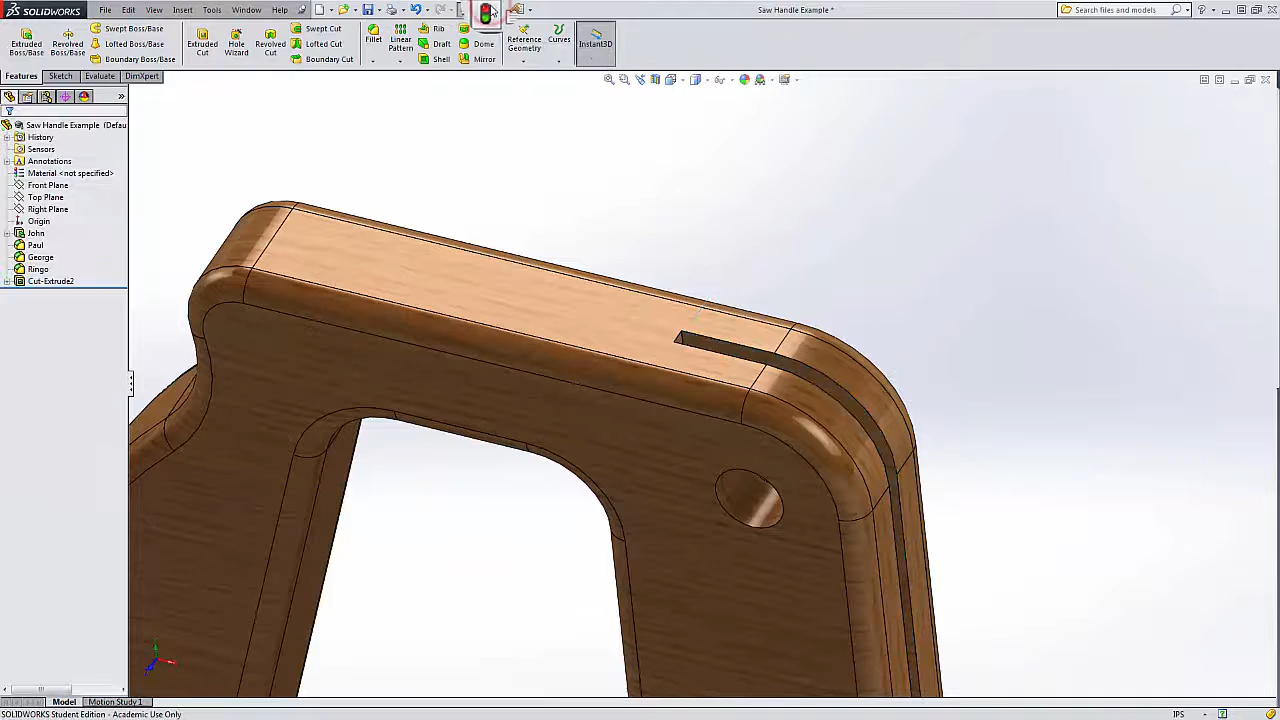 SOLIDWORKS
File Edit View Insert Tools Window Help
Saw Handle Example *
Search files and models
Extruded Boss/Base
Revolved Boss/Base
Swept Boss/Base
Lofted Boss/Base
Boundary Boss/Base
Extruded Cut
Hole Wizard
Revolved Cut
Swept Cut
Lofted Cut
Boundary Cut
Fillet
Linear Pattern
Rib
Draft
Shell
Dome
Mirror
Reference Geometry
Curves
Instant3D
Features Sketch Evaluate DimXpert
Saw Handle Example (Defau
History
Sensors
Annotations
Material <not specified>
Front Plane
Top Plane
Right Plane
Origin
John
Paul
George
Ringo
Cut-Extrude2
Model Motion Study 1
SOLIDWORKS Student Edition - Academic Use Only
IPS